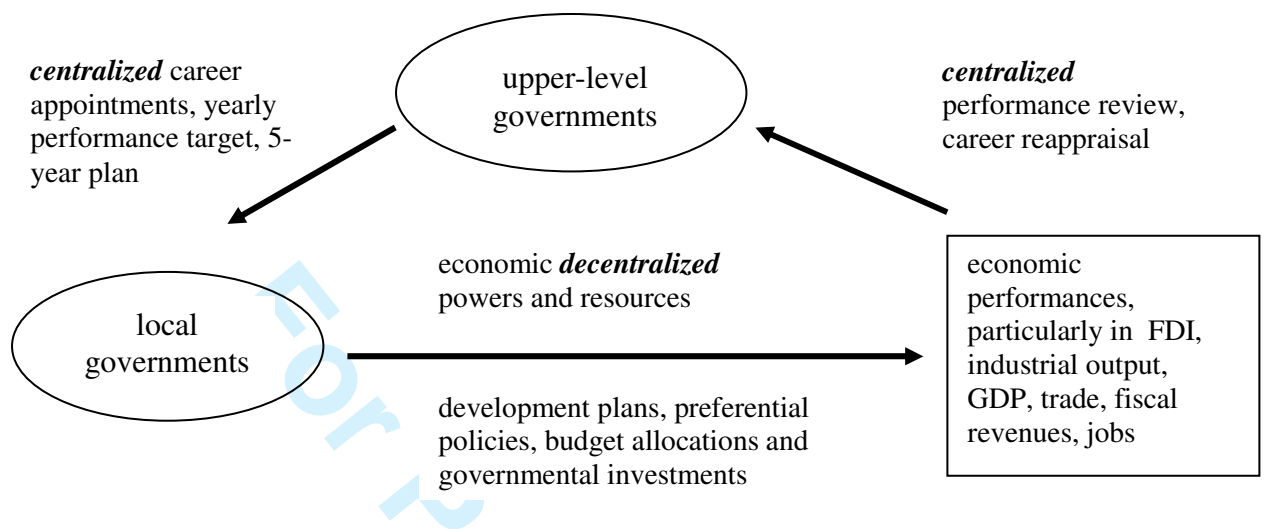 centralized career
appointments, yearly
performance target, 5-
year plan
upper-level
governments
centralized
performance review,
career reappraisal
local
governments
economic decentralized
powers and resources
development plans, preferential
policies, budget allocations and
governmental investments
economic
performances,
particularly in FDI,
industrial output,
GDP, trade, fiscal
revenues, jobs
For P